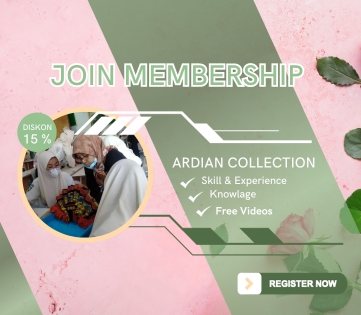 JOIN MEMBERSHIP
DISKON
15 %
ARDIAN COLLECTION
Skill & Experience
Knowlage
Free Videos
REGISTER NOW